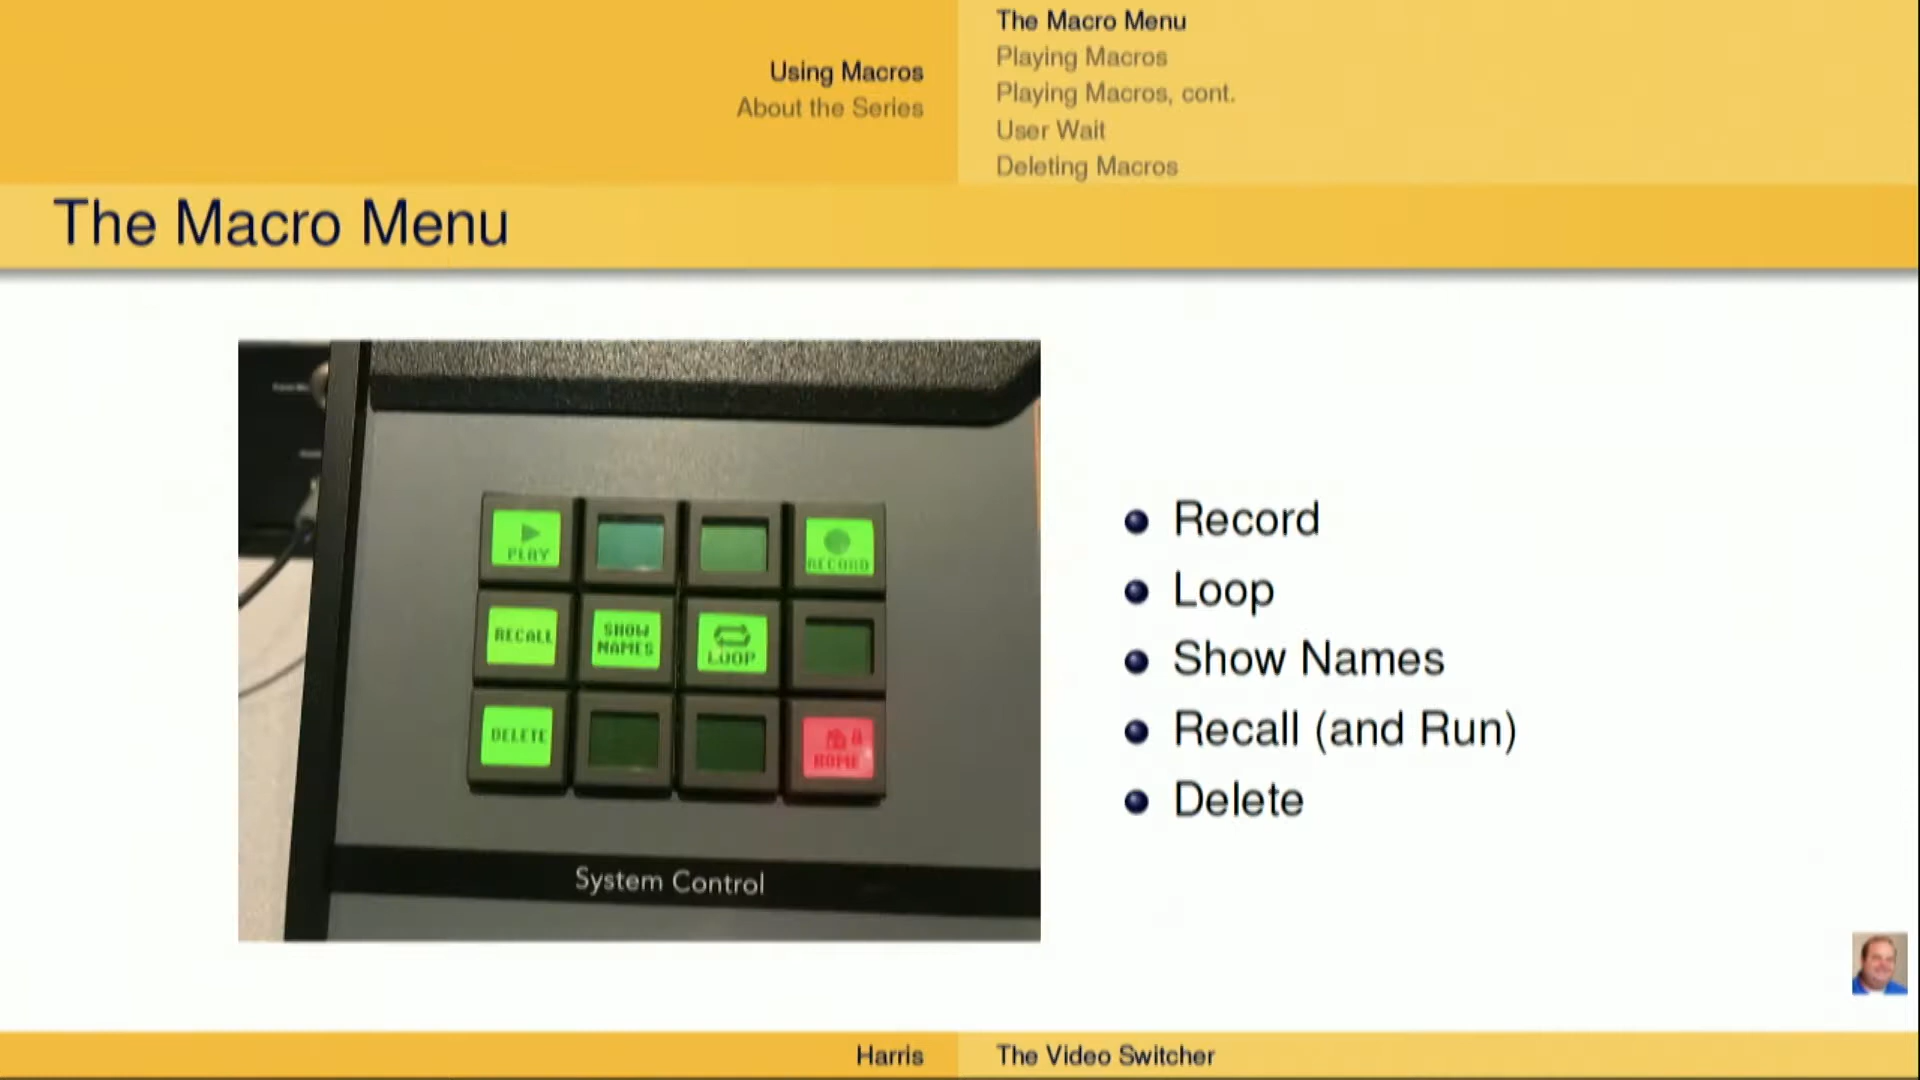 Using Macros
About the Series
The Macro Menu
Playing Macros
Playing Macros, cont.
User Wait
Deleting Macros
The Macro Menu
PLAY
RECORD
RECALL
SHOW
NAMES
LOOP
DELETE
HOME
System Control
Record
Loop
Show Names
Recall (and Run)
Delete
Harris
The Video Switcher